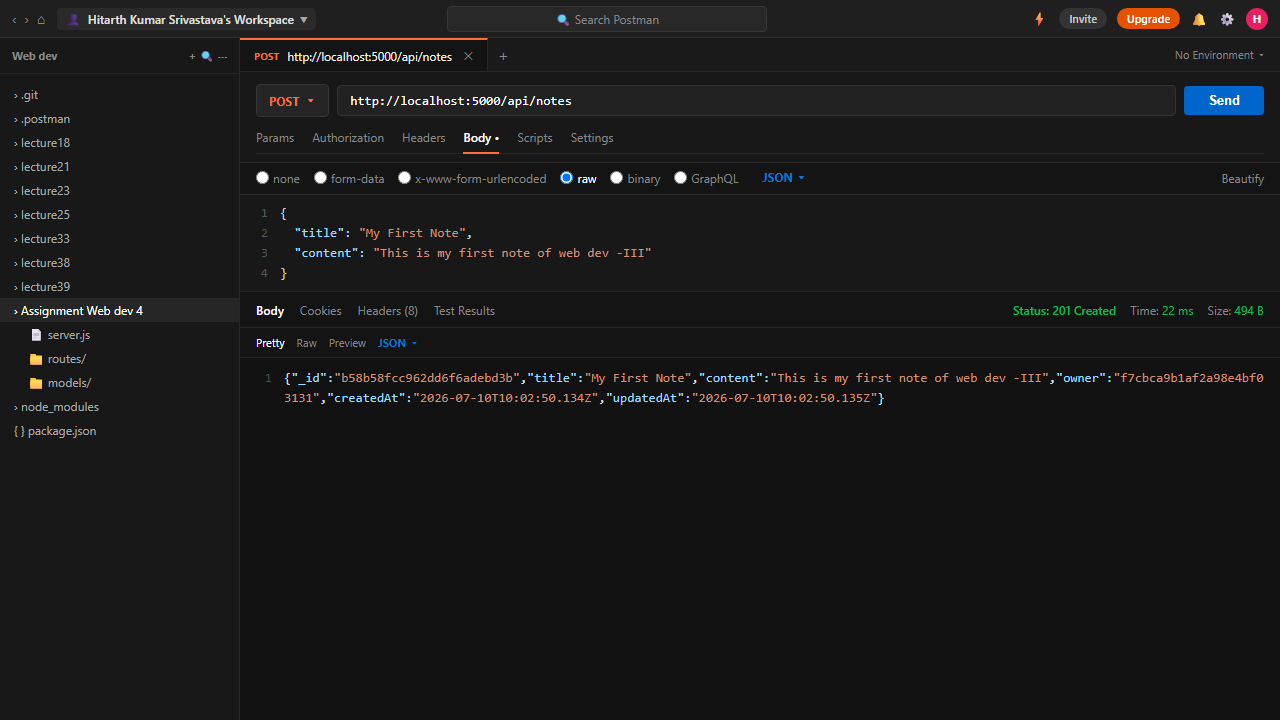 Hitarth Kumar Srivastava's Workspace
Search Postman
Invite
Upgrade
H
Web dev
POST http://localhost:5000/api/notes
No Environment
› .git
› .postman
› lecture18
› lecture21
› lecture23
› lecture25
› lecture33
› lecture38
› lecture39
› Assignment Web dev 4
server.js
routes/
models/
› node_modules
{ } package.json
POST
http://localhost:5000/api/notes
Send
Params Authorization Headers Body • Scripts Settings
none form-data x-www-form-urlencoded raw binary GraphQL JSON Beautify
1 {
2 "title": "My First Note",
3 "content": "This is my first note of web dev -III"
4 }
Body Cookies Headers (8) Test Results Status: 201 Created Time: 22 ms Size: 494 B
Pretty Raw Preview JSON
1 {"_id":"b58b58fcc962dd6f6adebd3b","title":"My First Note","content":"This is my first note of web dev -III","owner":"f7cbca9b1af2a98e4bf0
3131","createdAt":"2026-07-10T10:02:50.134Z","updatedAt":"2026-07-10T10:02:50.135Z"}